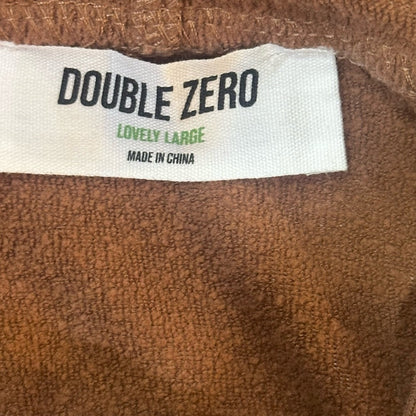 DOUBLE ZERO
LOVELY LARGE
MADE IN CHINA